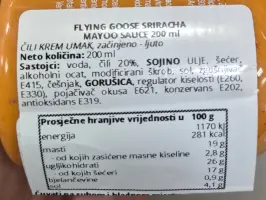 FLYING GOOSE SRIRACHA
MAYOO SAUCE 200 ml
ČILI KREM UMAK, začinjeno - ljuto
Neto količina: 200 ml
Sastojci: voda, čili 20%, SOJINO ULJE, šećer,
alkoholni ocat, modificirani škrob, sol,
E415, češnjak, GORUŠICA, regulator kiselosti (E260,
E330), pojačivač okusa E621, konzervans E202,
antioksidans E319.
Prosječne hranjive vrijednosti u 100 g
1170 kJ
energija 281 kcal
masti 19 g
- od kojih zasićene masne kiseline 2,8 g
ugljikohidrati 26 g
- od kojih šećeri 17 g
bjelančevine 0,9 g
sol 4,1 g
Čuvati na suhom i